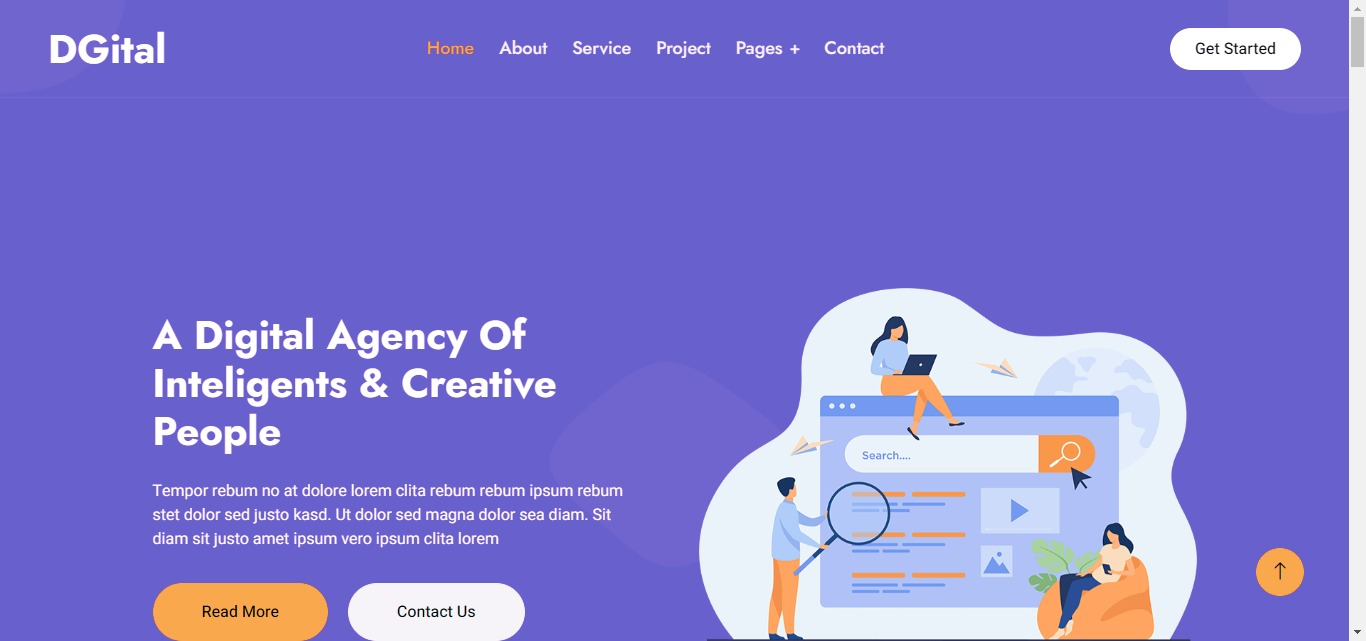 DGital
Home About Service Project Pages + Contact
Get Started
A Digital Agency Of
Inteligents & Creative
People
Tempor rebum no at dolore lorem clita rebum rebum ipsum rebum
stet dolor sed justo kasd. Ut dolor sed magna dolor sea diam. Sit
diam sit justo amet ipsum vero ipsum clita lorem
Read More
Contact Us
Search....